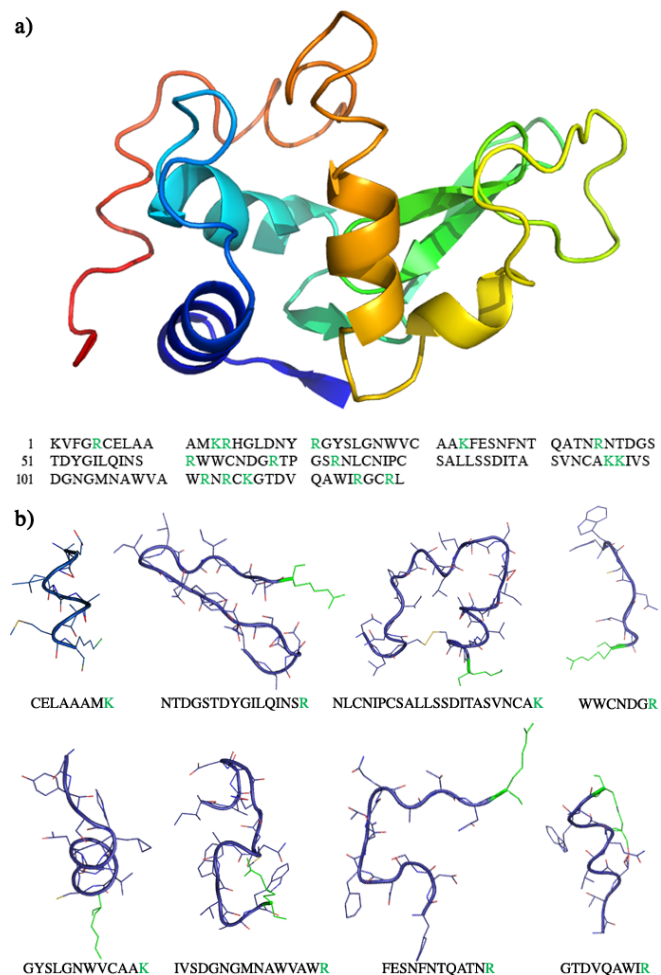 a)
1 KVFGRCELAA AMKRHGLDNY RGYSLGNWVC AAKFESNFNT QATNRNTDGS
51 TDYGILQINS RWWCNDGRTP GSRNLCNIPC SALLSSDITA SVNCAKKIVS
101 DGNGMNAWVA WRNRCKGTDV QAWIRGCRL
b)
CELAAAMK NTDGSTDYGILQINSR NLCNIPCSALLSSDITASVNCAK WWCNDGR
GYSLGNWVCAAK IVSDGNGMNAWVAWR FESNFNTQATNR GTDVQAWIR